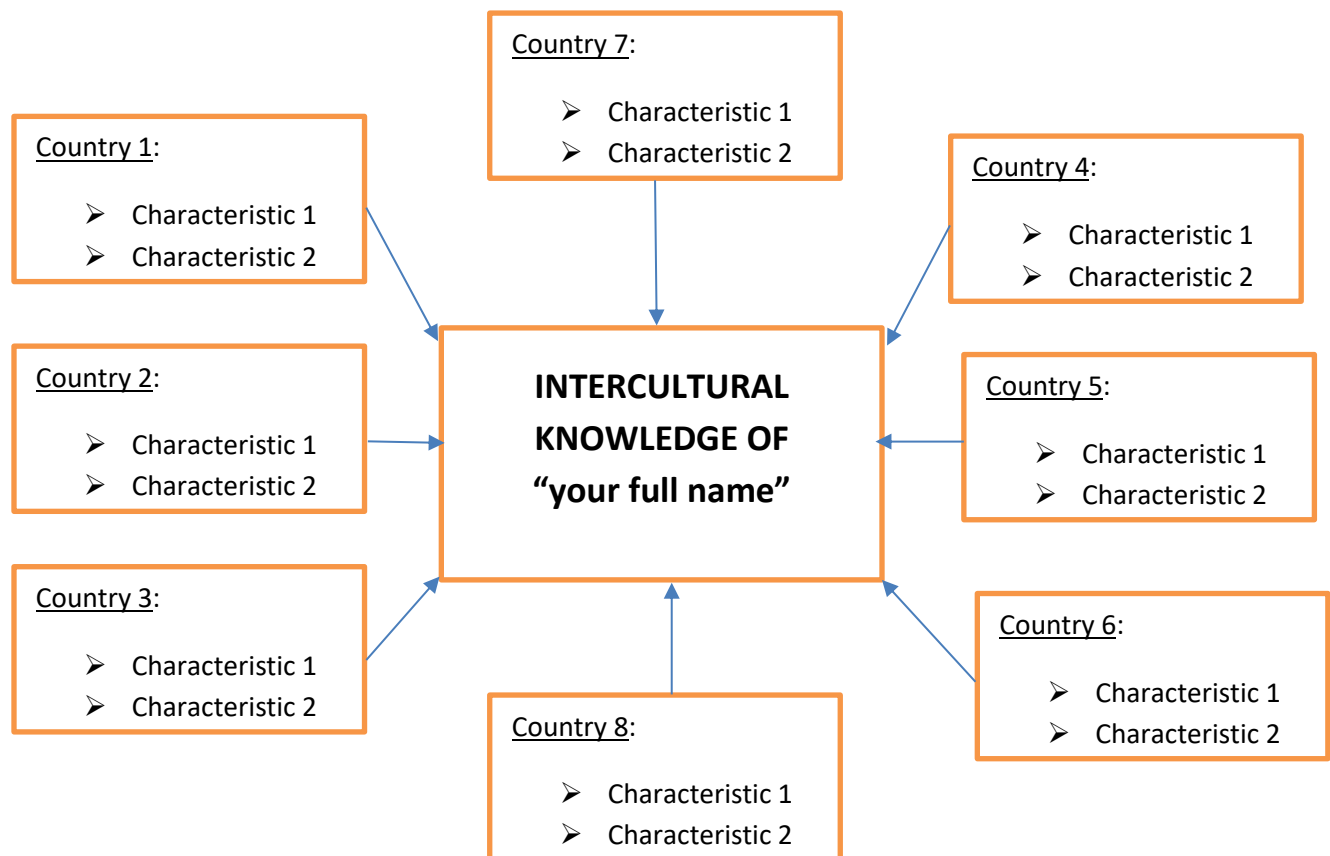 Country 7:
➢ Characteristic 1
➢ Characteristic 2
Country 1:
➢ Characteristic 1
➢ Characteristic 2
Country 4:
➢ Characteristic 1
➢ Characteristic 2
Country 2:
➢ Characteristic 1
➢ Characteristic 2
INTERCULTURAL
KNOWLEDGE OF
“your full name”
Country 5:
➢ Characteristic 1
➢ Characteristic 2
Country 3:
➢ Characteristic 1
➢ Characteristic 2
Country 6:
➢ Characteristic 1
➢ Characteristic 2
Country 8:
➢ Characteristic 1
➢ Characteristic 2